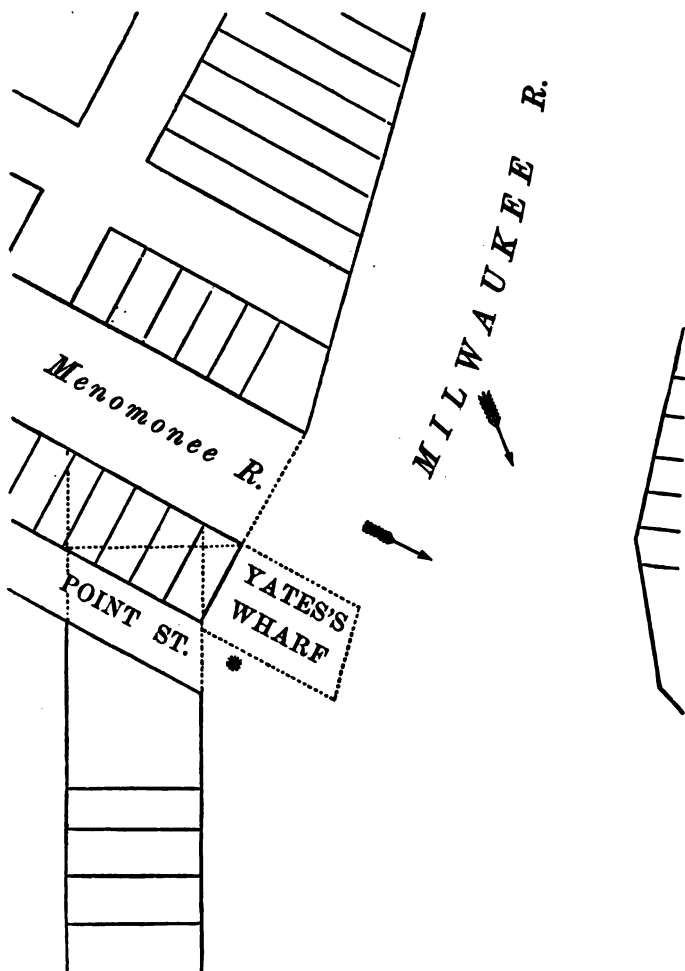 MILWAUKEE R.
Menomonee R.
YATES'S
WHARF
POINT ST.